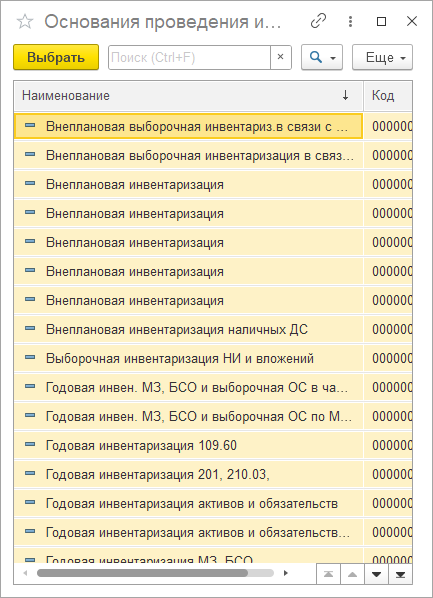 Основания проведения и...
Выбрать
Поиск (Ctrl+F)
×
Еще
Наименование ↓ Код
Внеплановая выборочная инвентариз.в связи с ... 000000
Внеплановая выборочная инвентаризация в связ... 000000
Внеплановая инвентаризация 000000
Внеплановая инвентаризация 000000
Внеплановая инвентаризация 000000
Внеплановая инвентаризация 000000
Внеплановая инвентаризация 000000
Внеплановая инвентаризация наличных ДС 000000
Выборочная инвентаризация НИ и вложений 000000
Годовая инвен. МЗ, БСО и выборочная ОС в ча... 000000
Годовая инвен. МЗ, БСО и выборочная ОС по М... 000000
Годовая инвентаризация 109.60 000000
Годовая инвентаризация 201, 210.03, 000000
Годовая инвентаризация активов и обязательств 000000
Годовая инвентаризация активов и обязательств... 000000
Годовая инвентаризация МЗ, БСО 000000